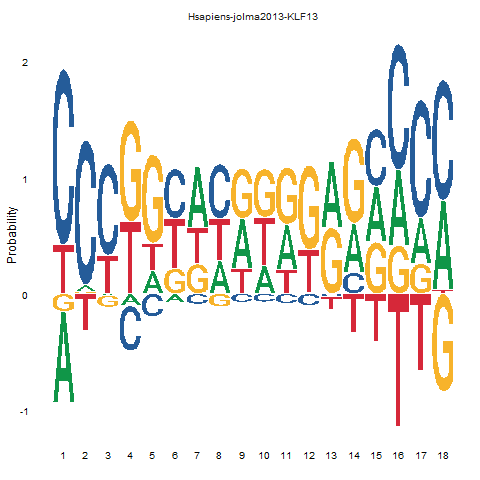 Hsapiens-jolma2013-KLF13
Probability
2
1
0
-1
C T G A
C A T
C T G
G T A C
G T A C
C T G A
A T G C
C T A G
G A T C
G T A C
G A T C
G T C
A G T
G A C T
C A G T
C A G T
C A G T
C A T G
1 2 3 4 5 6 7 8 9 10 11 12 13 14 15 16 17 18